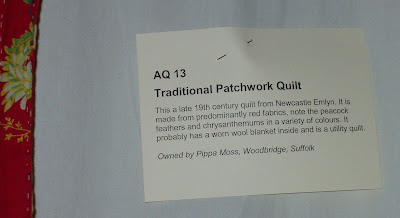 AQ 13
Traditional Patchwork Quilt
This a late 19th century quilt from Newcastle Emlyn. It is
made from predominantly red fabrics, note the peacock
feathers and chrysanthemums in a variety of colours. It
probably has a worn wool blanket inside and is a utility quilt.
Owned by Pippa Moss, Woodbridge, Suffolk